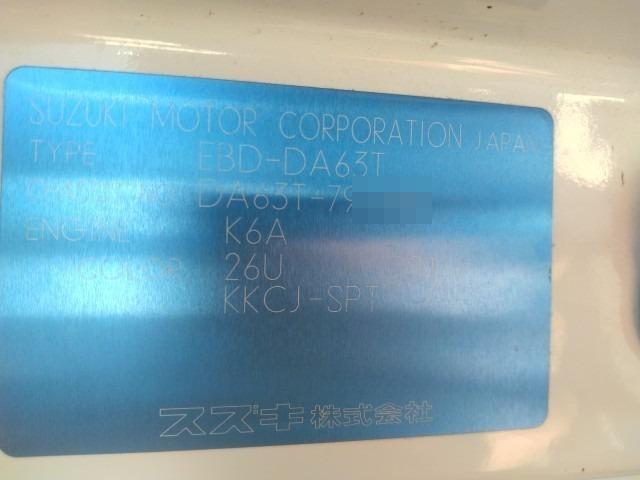 SUZUKI MOTOR CORPORATION JAPAN
TYPE EBD-DA63T
DA63T-79
ENGINE K6A
COLOR 26U
KKCJ-SPT
スズキ株式会社